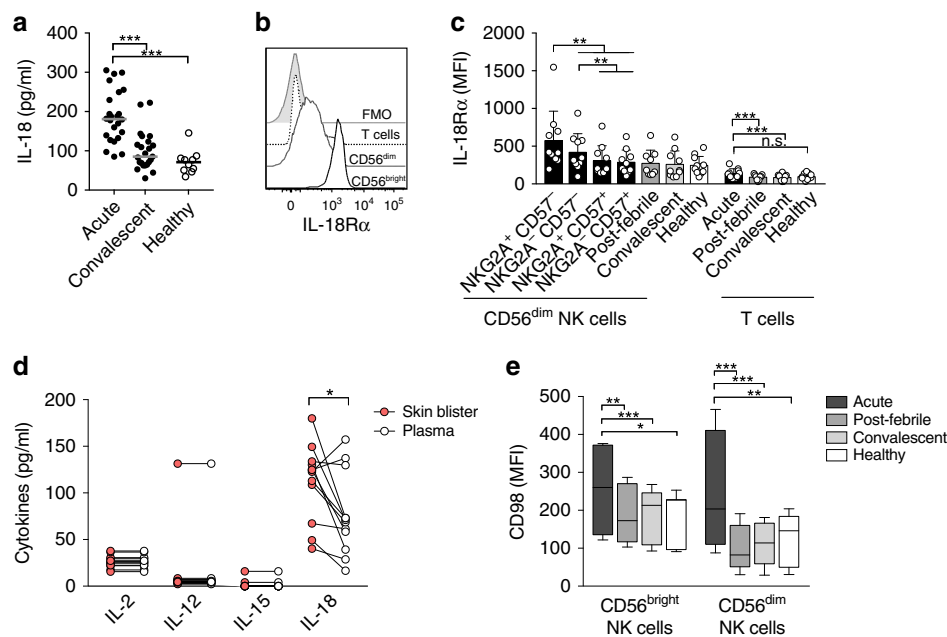 a
IL-18 (pg/ml)
400
300
200
100
0
***
***
Acute
Convalescent
Healthy
b
FMO
T cells
CD56dim
CD56bright
0 10³ 10⁴ 10⁵
IL-18Rα
c
IL-18Rα (MFI)
2000
1500
1000
500
0
**
**
***
***
n.s.
NKG2A⁺ CD57⁻
NKG2A⁻ CD57⁻
NKG2A⁺ CD57⁺
NKG2A⁻ CD57⁺
Post-febrile
Convalescent
Healthy
Acute
Post-febrile
Convalescent
Healthy
CD56dim NK cells
T cells
d
Cytokines (pg/ml)
200
150
100
50
0
*
Skin blister
Plasma
IL-2
IL-12
IL-15
IL-18
e
CD98 (MFI)
500
400
300
200
100
0
**
***
*
***
***
**
Acute
Post-febrile
Convalescent
Healthy
CD56bright
NK cells
CD56dim
NK cells